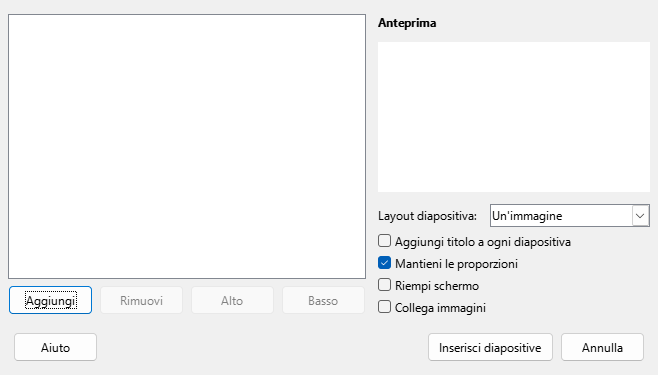 Anteprima
Layout diapositiva: Un'immagine
Aggiungi titolo a ogni diapositiva
Mantieni le proporzioni
Riempi schermo
Collega immagini
Aggiungi Rimuovi Alto Basso
Aiuto Inserisci diapositive Annulla